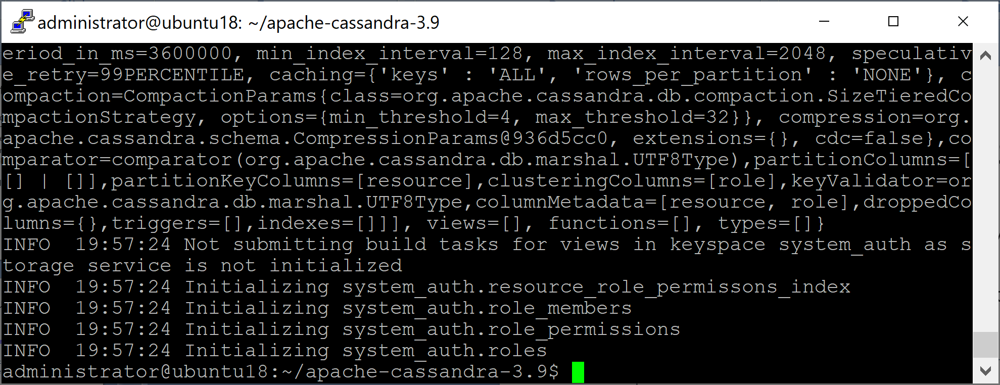 administrator@ubuntu18: ~/apache-cassandra-3.9
eriod_in_ms=3600000, min_index_interval=128, max_index_interval=2048, speculativ
e_retry=99PERCENTILE, caching={'keys' : 'ALL', 'rows_per_partition' : 'NONE'}, c
ompaction=CompactionParams{class=org.apache.cassandra.db.compaction.SizeTieredCo
mpactionStrategy, options={min_threshold=4, max_threshold=32}}, compression=org.
apache.cassandra.schema.CompressionParams@936d5cc0, extensions={}, cdc=false},co
mparator=comparator(org.apache.cassandra.db.marshal.UTF8Type),partitionColumns=[
[] | []],partitionKeyColumns=[resource],clusteringColumns=[role],keyValidator=or
g.apache.cassandra.db.marshal.UTF8Type,columnMetadata=[resource, role],droppedCo
lumns={},triggers=[],indexes=[]]], views=[], functions=[], types=[]}
INFO  19:57:24 Not submitting build tasks for views in keyspace system_auth as s
torage service is not initialized
INFO  19:57:24 Initializing system_auth.resource_role_permissons_index
INFO  19:57:24 Initializing system_auth.role_members
INFO  19:57:24 Initializing system_auth.role_permissions
INFO  19:57:24 Initializing system_auth.roles
administrator@ubuntu18:~/apache-cassandra-3.9$